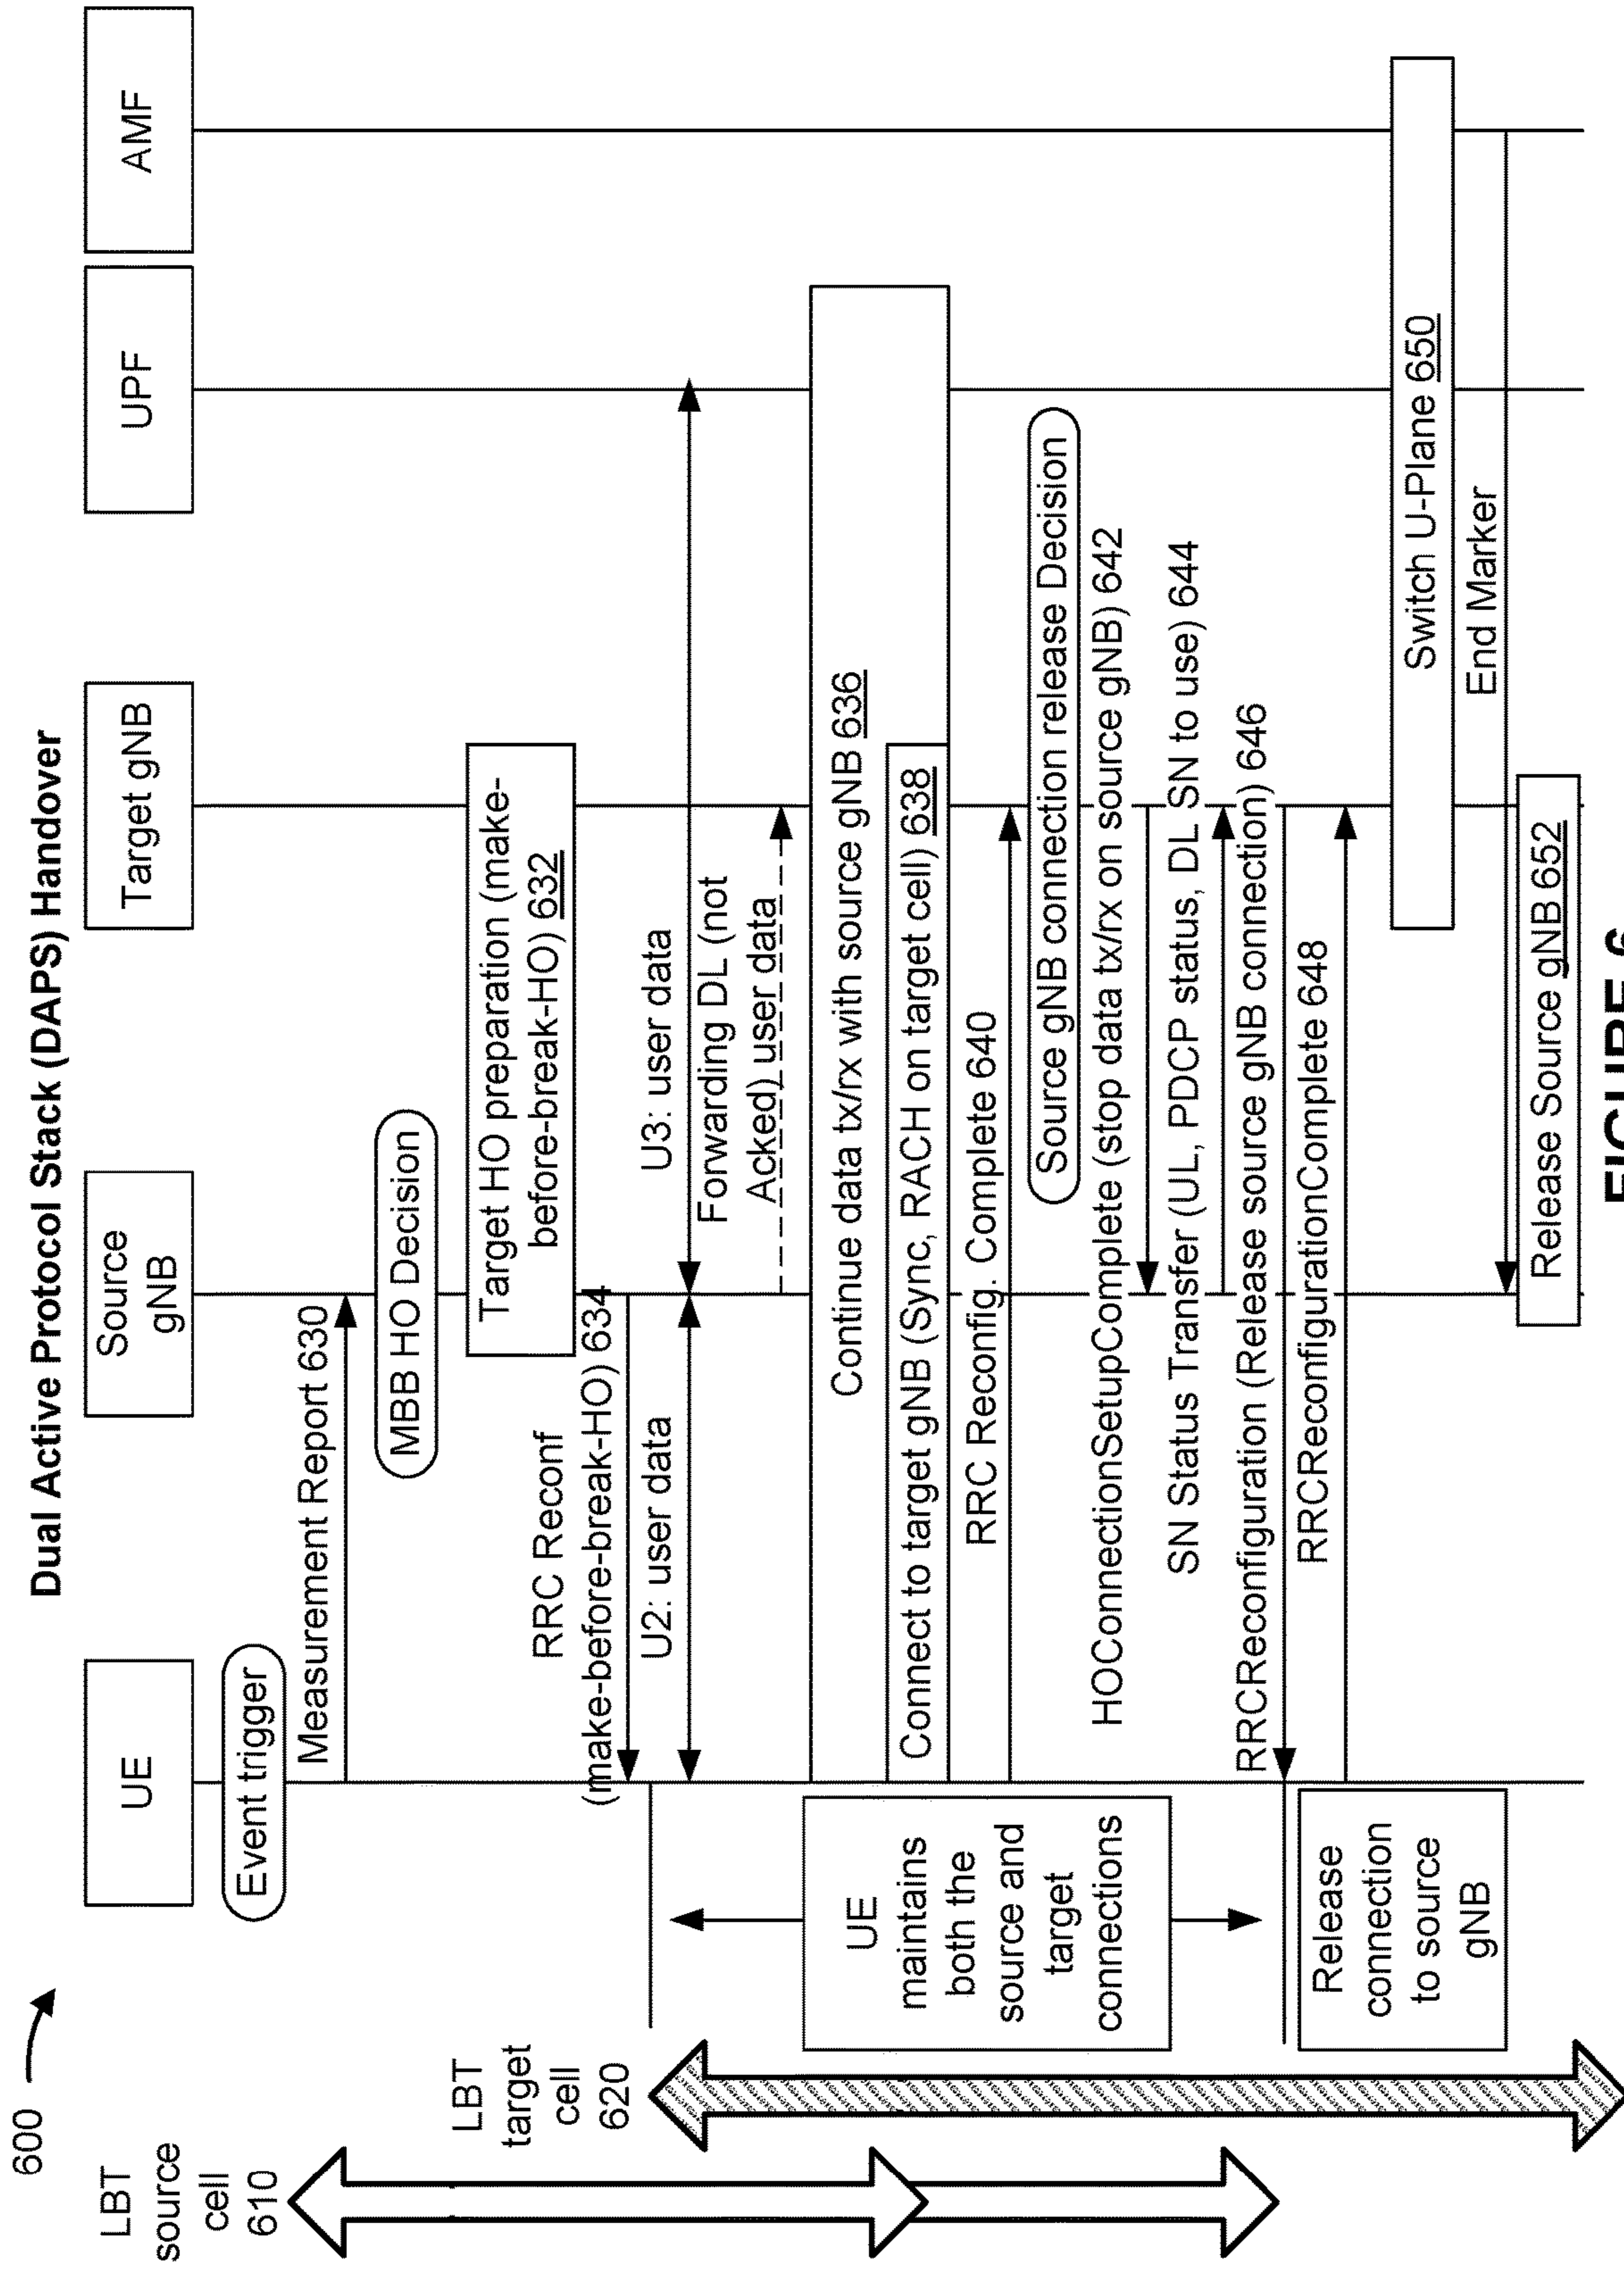 600
Dual Active Protocol Stack (DAPS) Handover
LBT
source
cell
610
LBT
target
cell
620
UE
Source
gNB
Target gNB
UPF
AMF
Event trigger
Measurement Report 630
MBB HO Decision
Target HO preparation (make-
before-break-HO) 632
RRC Reconf
(make-before-break-HO) 634
U2: user data
U3: user data
Forwarding DL (not
Acked) user data
UE
maintains
both the
source and
target
connections
Continue data tx/rx with source gNB 636
Connect to target gNB (Sync, RACH on target cell) 638
RRC Reconfig. Complete 640
Source gNB connection release Decision
HOConnectionSetupComplete (stop data tx/rx on source gNB) 642
SN Status Transfer (UL, PDCP status, DL SN to use) 644
RRCReconfiguration (Release source gNB connection) 646
RRCReconfigurationComplete 648
Release
connection
to source
gNB
Switch U-Plane 650
End Marker
Release Source gNB 652
FIGURE 6